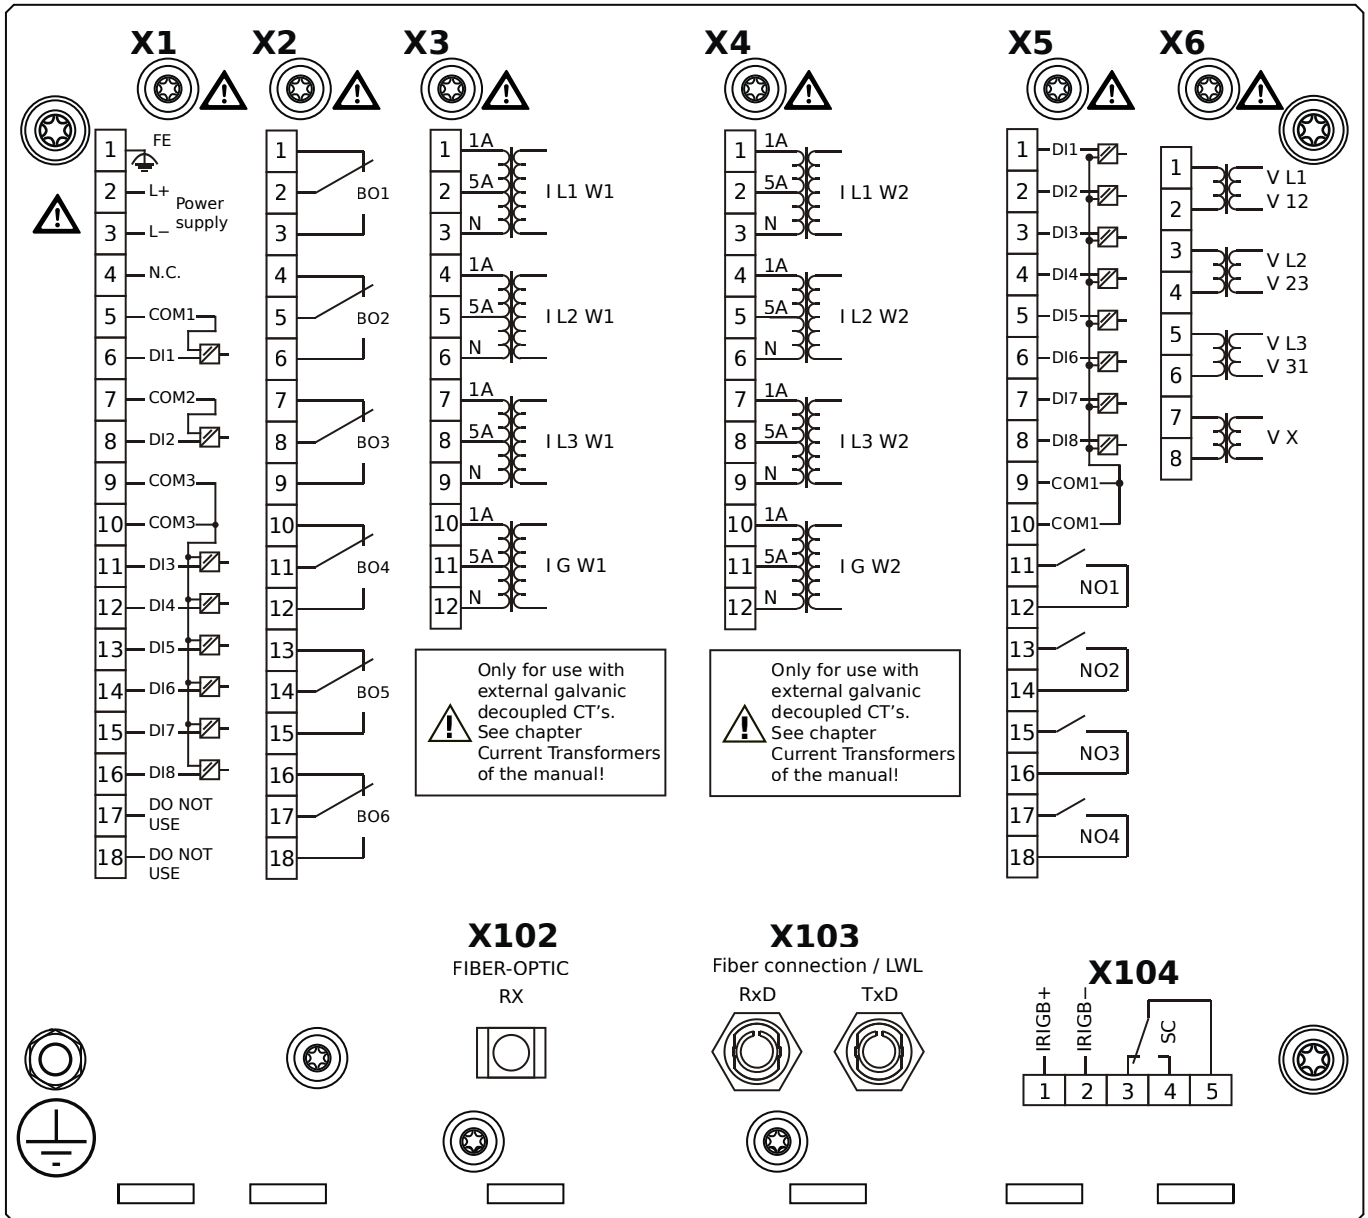 X1
X2
X3
X4
X5
X6
1 FE
2 L+ Power
3 L− supply
4 N.C.
5 COM1
6 DI1
7 COM2
8 DI2
9 COM3
10 COM3
11 DI3
12 DI4
13 DI5
14 DI6
15 DI7
16 DI8
17 DO NOT
USE
18 DO NOT
USE
1
2 BO1
3
4
5 BO2
6
7
8 BO3
9
10
11 BO4
12
13
14 BO5
15
16
17 BO6
18
1 1A
2 5A I L1 W1
3 N
4 1A
5 5A I L2 W1
6 N
7 1A
8 5A I L3 W1
9 N
10 1A
11 5A I G W1
12 N
Only for use with
external galvanic
decoupled CT's.
See chapter
Current Transformers
of the manual!
1 1A
2 5A I L1 W2
3 N
4 1A
5 5A I L2 W2
6 N
7 1A
8 5A I L3 W2
9 N
10 1A
11 5A I G W2
12 N
Only for use with
external galvanic
decoupled CT's.
See chapter
Current Transformers
of the manual!
1 DI1
2 DI2
3 DI3
4 DI4
5 DI5
6 DI6
7 DI7
8 DI8
9 COM1
10 COM1
11
NO1
12
13
NO2
14
15
NO3
16
17
NO4
18
1 V L1
2 V 12
3 V L2
4 V 23
5 V L3
6 V 31
7
V X
8
X102
FIBER-OPTIC
RX
X103
Fiber connection / LWL
RxD TxD
X104
IRIGB+
IRIGB−
SC
1 2 3 4 5